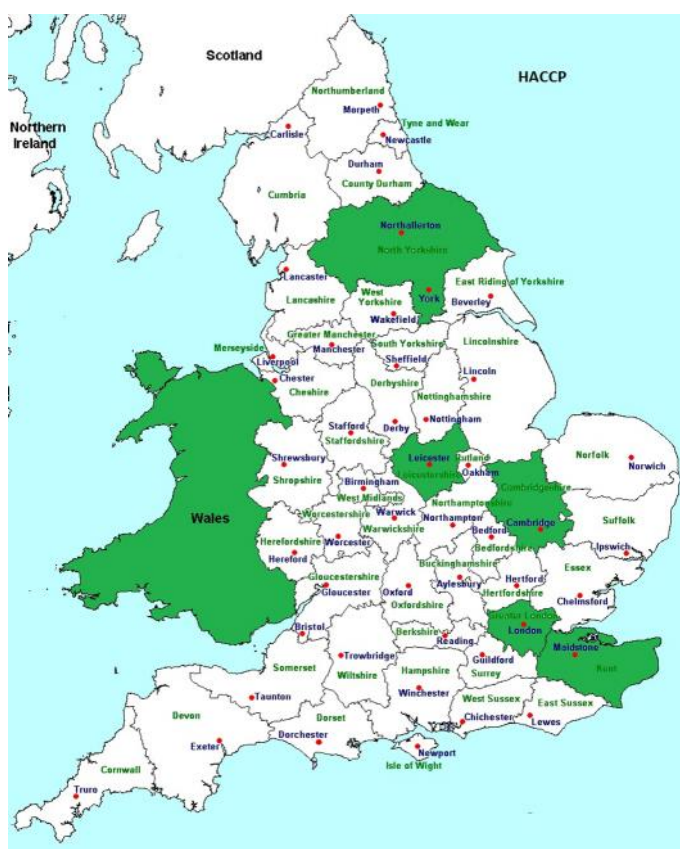 Scotland
HACCP
Northumberland
Morpeth
Tyne and Wear
Northern
Ireland
Carlisle
Newcastle
Durham
County Durham
Cumbria
Northallerton
North Yorkshire
Lancaster
East Riding of Yorkshire
West
Yorkshire
York
Beverley
Lancashire
Wakefield
Greater Manchester
South Yorkshire
Lincolnshire
Merseyside
Manchester
Liverpool
Sheffield
Chester
Derbyshire
Lincoln
Cheshire
Nottinghamshire
Stafford
Derby
Nottingham
Staffordshire
Shrewsbury
Leicester
Rutland
Norfolk
Norwich
Shropshire
Leicestershire
Oakham
Birmingham
Cambridgeshire
West Midlands
Northamptonshire
Wales
Worcestershire
Warwick
Northampton
Cambridge
Suffolk
Warwickshire
Bedford
Herefordshire
Worcester
Bedfordshire
Hereford
Ipswich
Buckinghamshire
Essex
Gloucestershire
Aylesbury
Hertford
Gloucester
Oxford
Hertfordshire
Chelmsford
Oxfordshire
Greater London
Bristol
Berkshire
London
Reading
Trowbridge
Guildford
Maidstone
Somerset
Wiltshire
Hampshire
Surrey
Kent
Taunton
Winchester
West Sussex
East Sussex
Devon
Dorset
Chichester
Lewes
Exeter
Dorchester
Newport
Cornwall
Isle of Wight
Truro